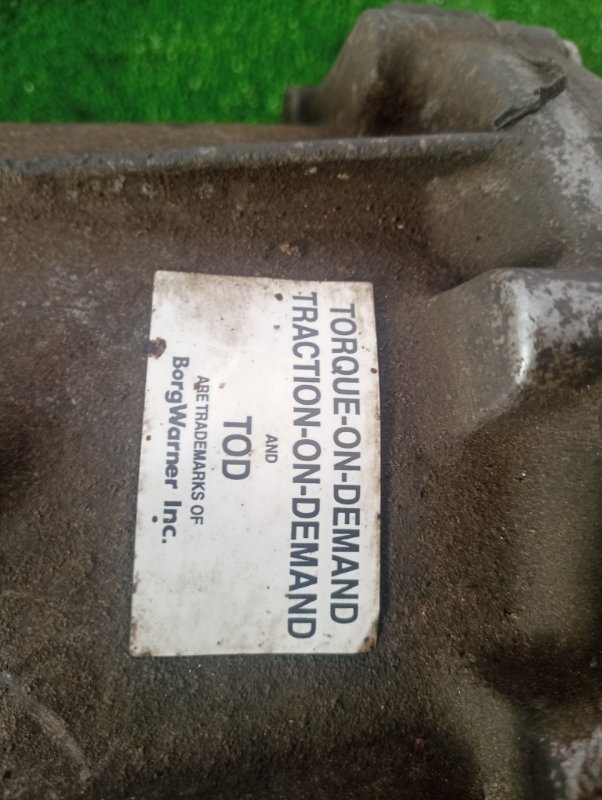 TORQUE-ON-DEMAND
TRACTION-ON-DEMAND
AND
TOD
ARE TRADEMARKS OF
BorgWarner Inc.